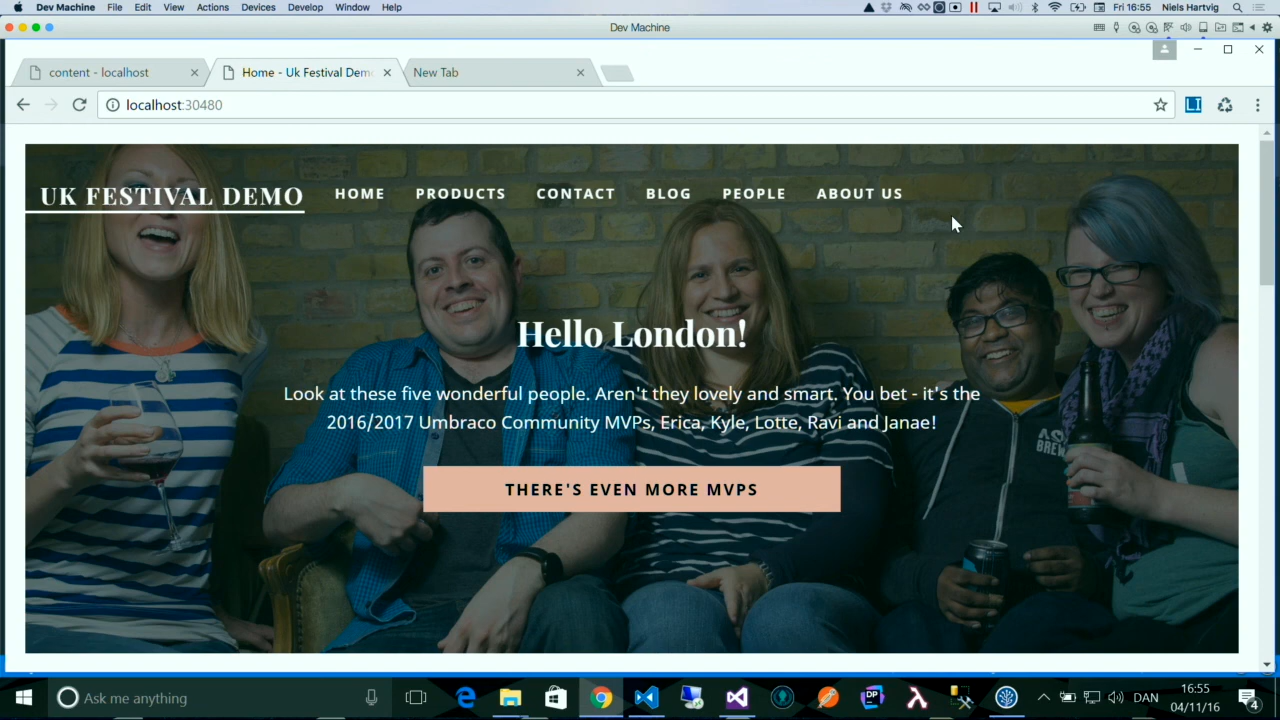 Dev Machine File Edit View Actions Devices Develop Window Help Fri 16:55 Niels Hartvig
Dev Machine
content - localhost Home - Uk Festival Dem New Tab
localhost:30480 LI
UK FESTIVAL DEMO HOME PRODUCTS CONTACT BLOG PEOPLE ABOUT US
Hello London!
Look at these five wonderful people. Aren't they lovely and smart. You bet - it's the
2016/2017 Umbraco Community MVPs, Erica, Kyle, Lotte, Ravi and Janae!
THERE'S EVEN MORE MVPS
Ask me anything DP DAN 16:55
04/11/16 4